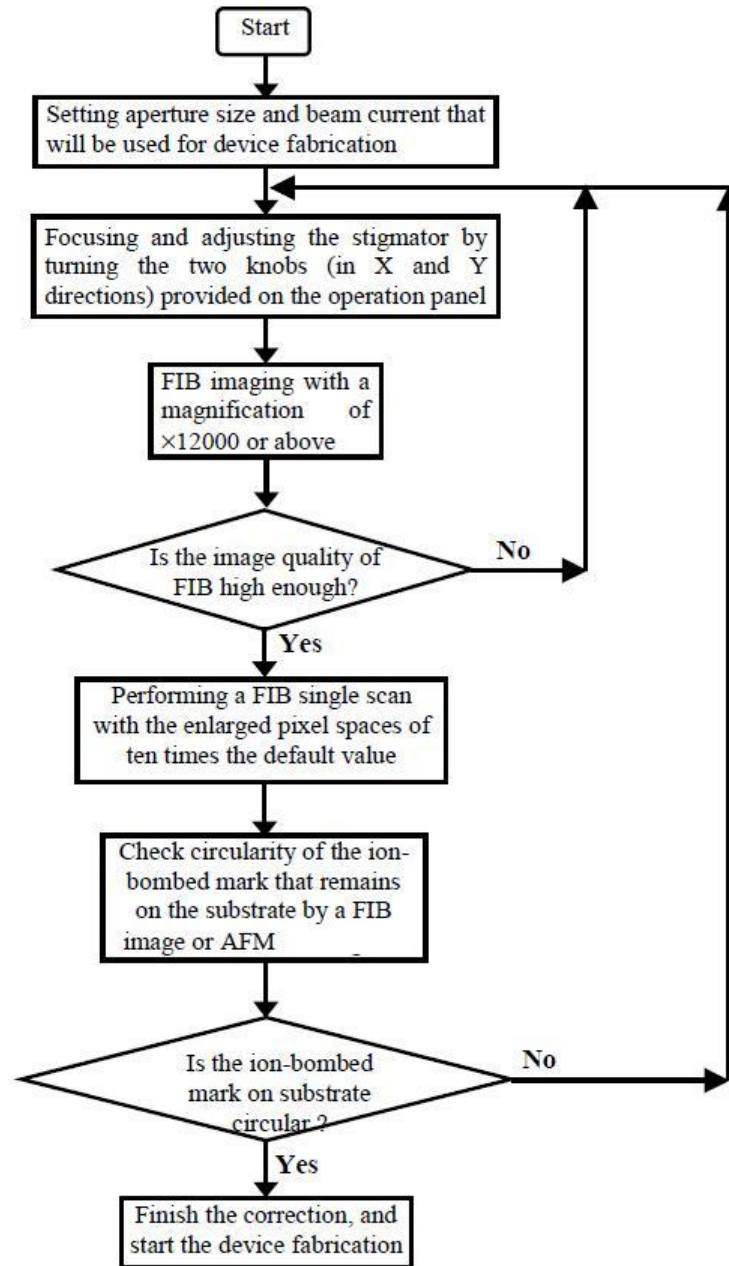 Start
Setting aperture size and beam current that
will be used for device fabrication
Focusing and adjusting the stigmator by
turning the two knobs (in X and Y
directions) provided on the operation panel
FIB imaging with a
magnification of
×12000 or above
Is the image quality of
FIB high enough?
No
Yes
Performing a FIB single scan
with the enlarged pixel spaces of
ten times the default value
Check circularity of the ion-
bombed mark that remains
on the substrate by a FIB
image or AFM
Is the ion-bombed
mark on substrate
circular ?
No
Yes
Finish the correction, and
start the device fabrication